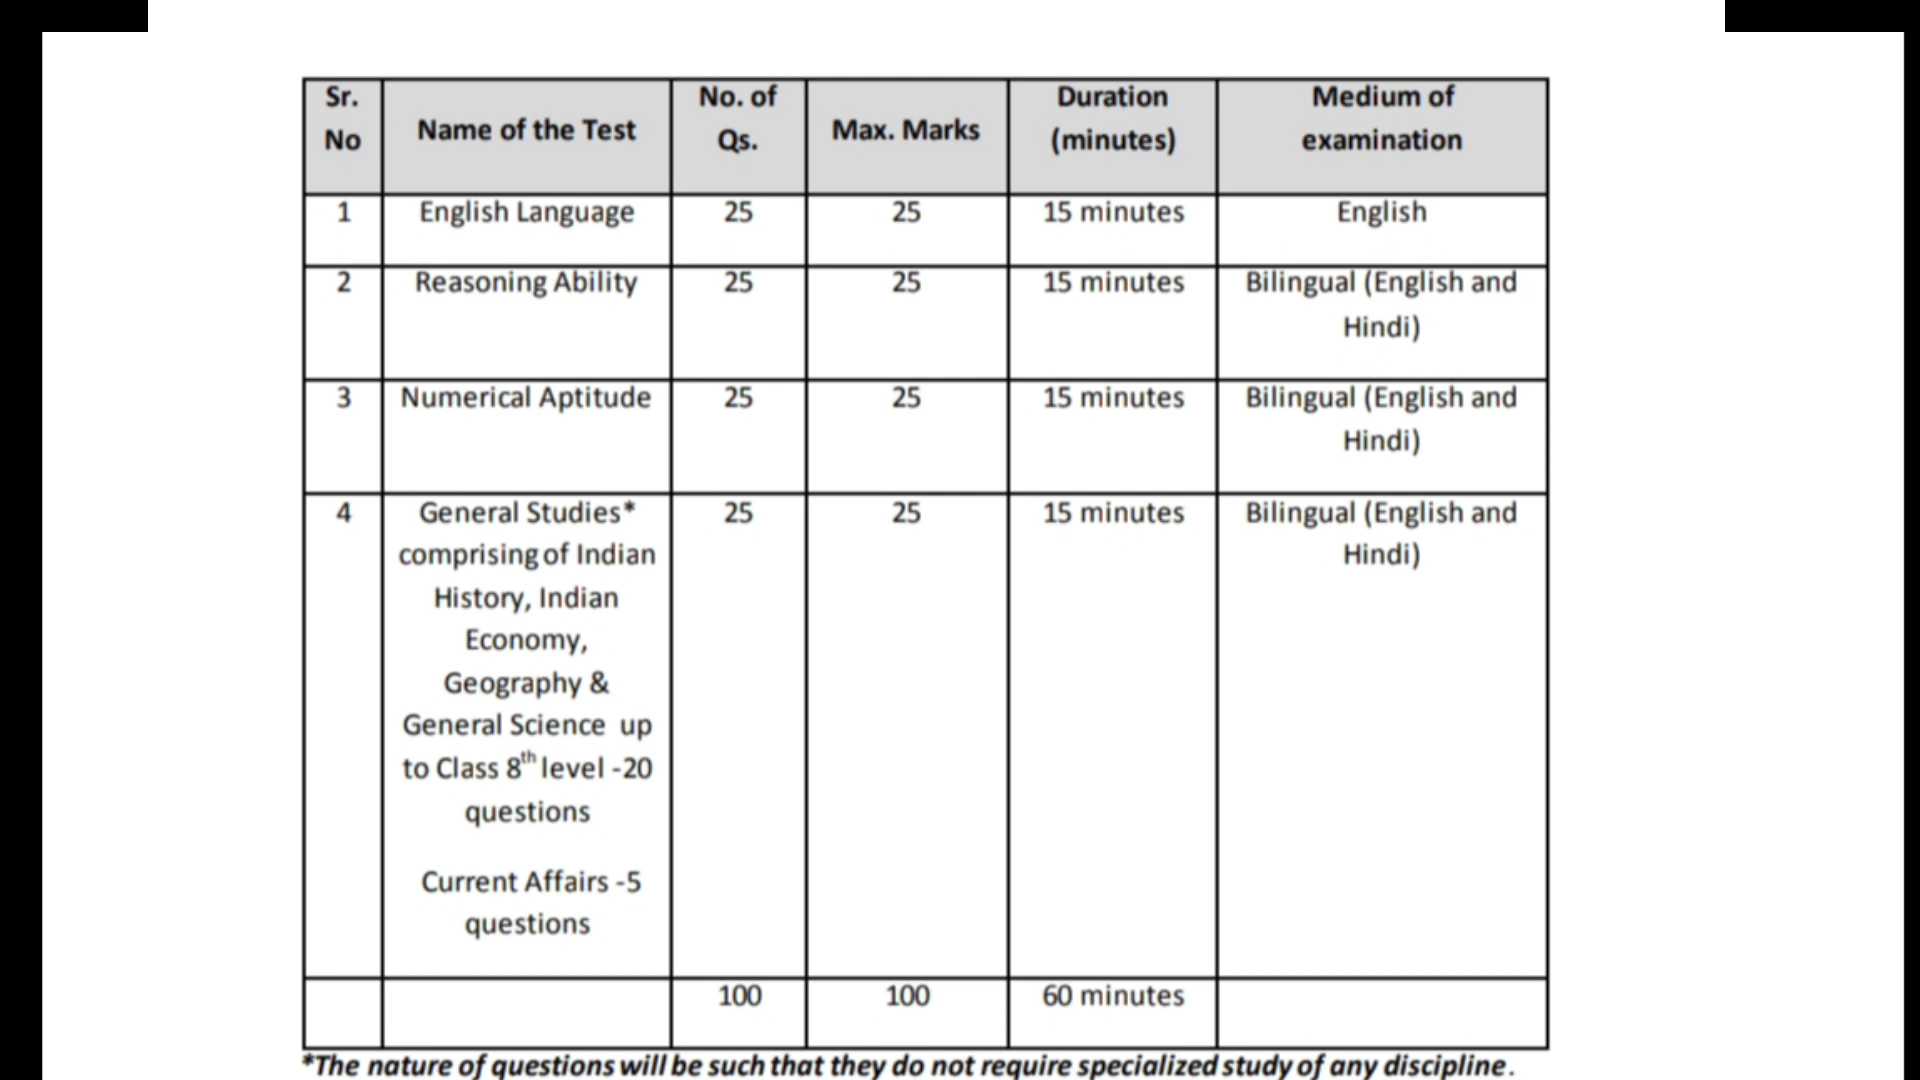 Sr. No
Name of the Test
No. of Qs.
Max. Marks
Duration (minutes)
Medium of examination
1
English Language
25
25
15 minutes
English
2
Reasoning Ability
25
25
15 minutes
Bilingual (English and
Hindi)
3
Numerical Aptitude
25
25
15 minutes
Bilingual (English and
Hindi)
4
General Studies*
comprising of Indian
History, Indian
Economy,
Geography &
General Science up
to Class 8th level -20
questions
Current Affairs -5
questions
25
25
15 minutes
Bilingual (English and
Hindi)
100
100
60 minutes
*The nature of questions will be such that they do not require specialized study of any discipline.